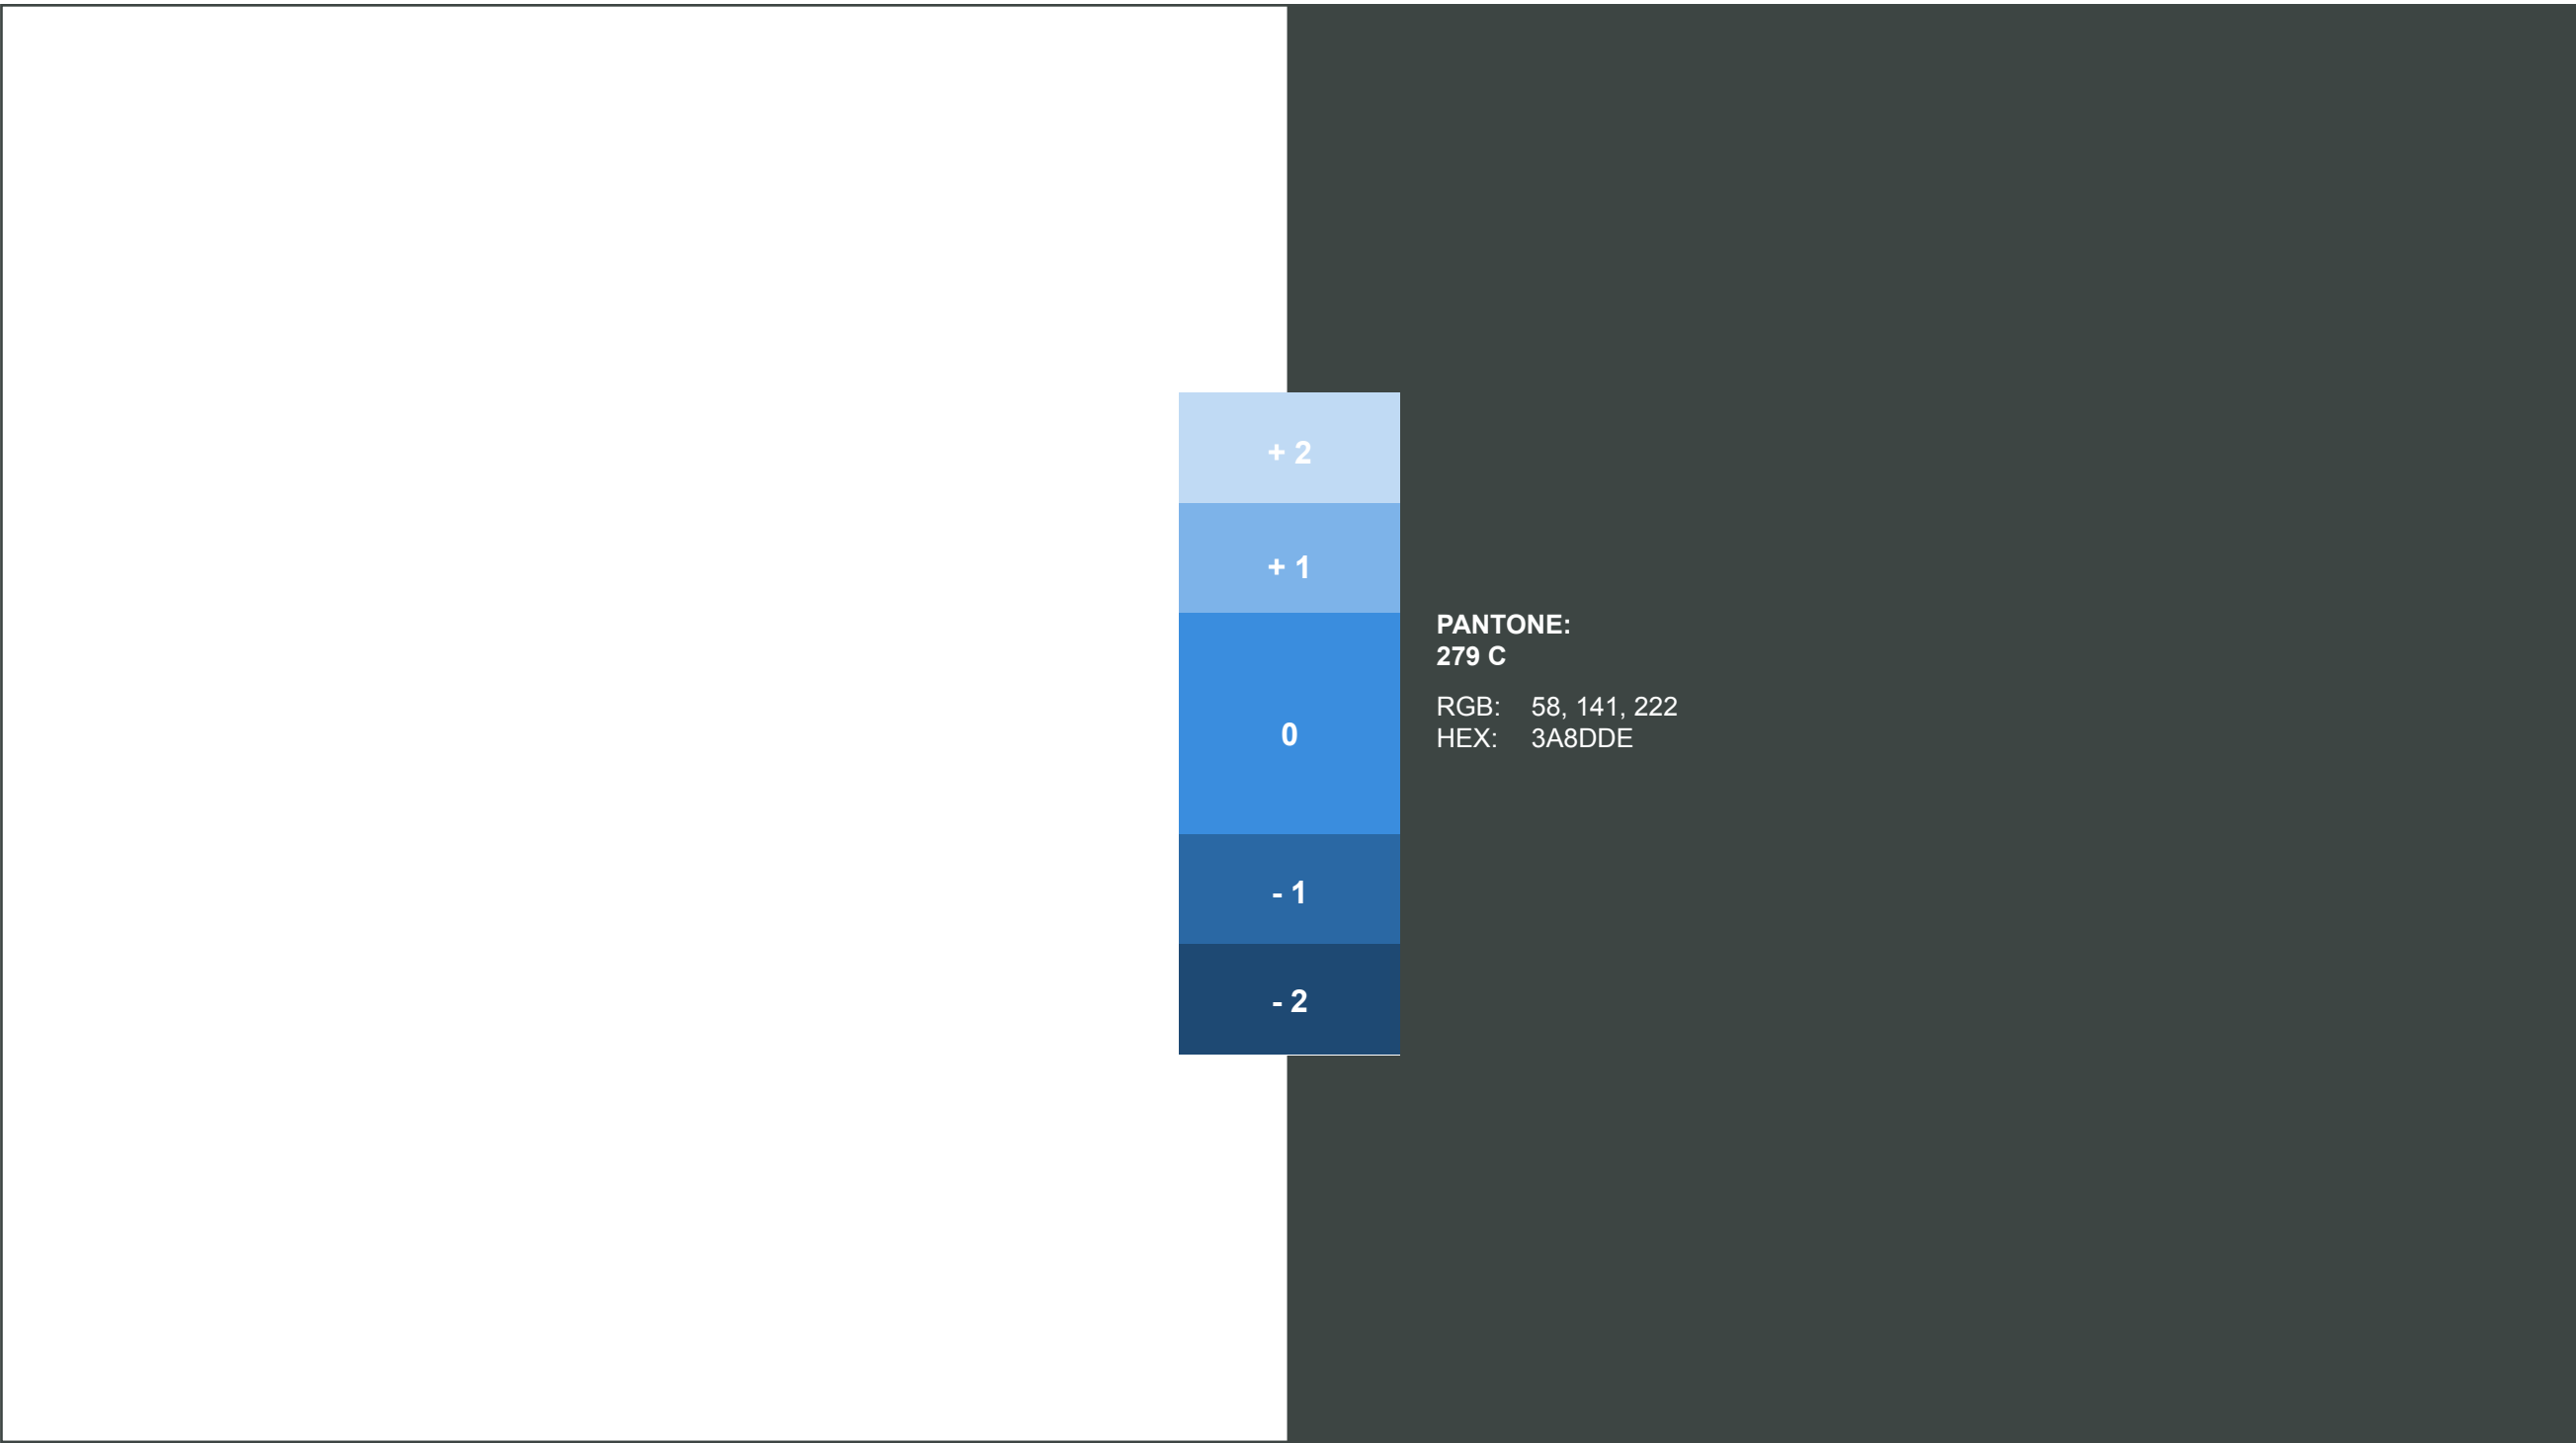 + 2
+ 1
0
- 1
- 2
PANTONE:
279 C
RGB: 58, 141, 222
HEX: 3A8DDE